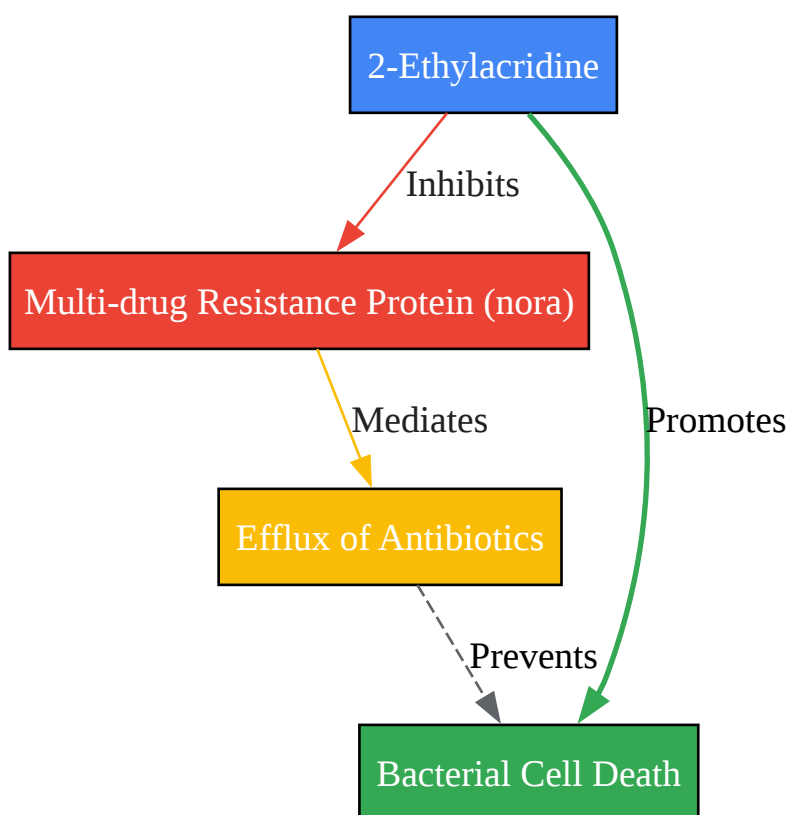 2-Ethylacridine
Inhibits
Multi-drug Resistance Protein (nora)
Mediates
Promotes
Efflux of Antibiotics
Prevents
Bacterial Cell Death